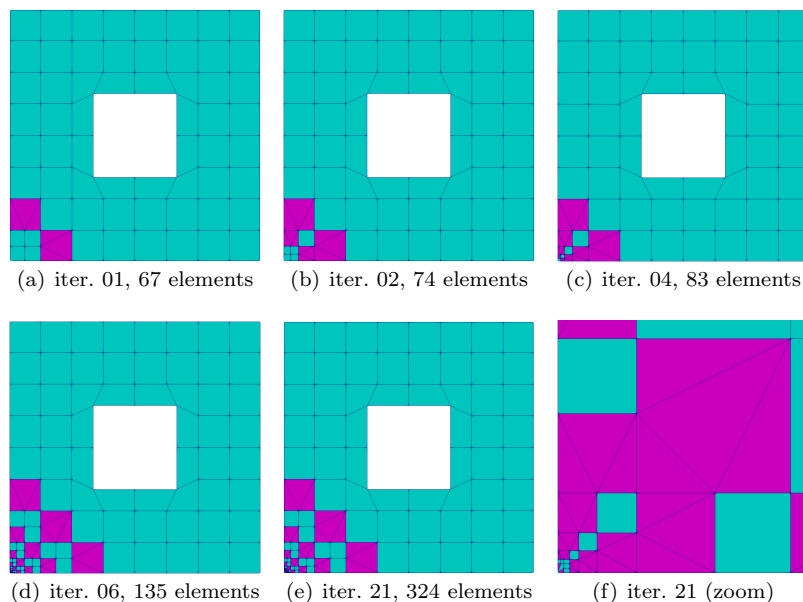 (a) iter. 01, 67 elements
(b) iter. 02, 74 elements
(c) iter. 04, 83 elements
(d) iter. 06, 135 elements
(e) iter. 21, 324 elements
(f) iter. 21 (zoom)